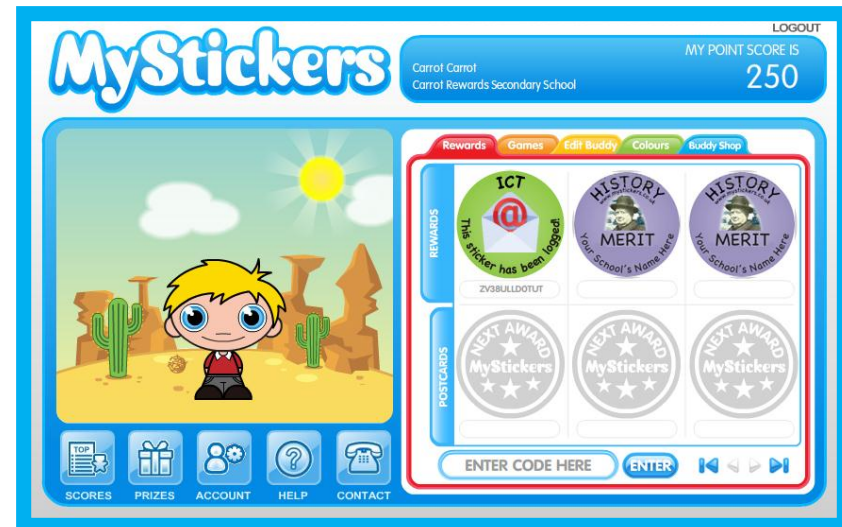 LOGOUT
MyStickers
MY POINT SCORE IS
Carrot Carrot
250
Carrot Rewards Secondary School
Rewards Games Edit Buddy Colours Buddy Shop
REWARDS
ICT
@
This sticker has been logged!
ZV38ULLDOTUT
HISTORY
www.mystickers.co.uk
MERIT
Your School's Name Here
HISTORY
www.mystickers.co.uk
MERIT
Your School's Name Here
POSTCARDS
NEXT AWARD
MyStickers
NEXT AWARD
MyStickers
NEXT AWARD
MyStickers
ENTER CODE HERE ENTER
TOP
SCORES PRIZES ACCOUNT HELP CONTACT